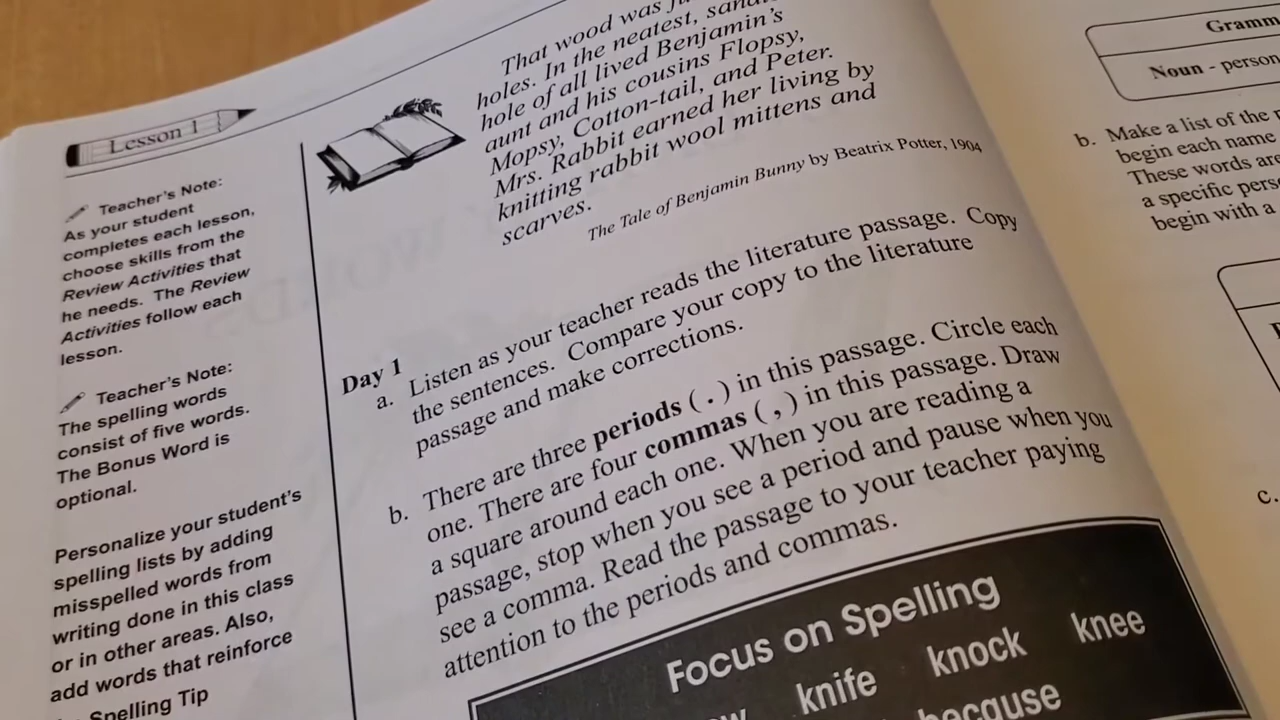 Lesson 1
Teacher's Note:
As your student
completes each lesson,
choose skills from the
Review Activities that
he needs. The Review
Activities follow each
lesson.
Teacher's Note:
The spelling words
consist of five words.
The Bonus Word is
optional.
Personalize your student's
spelling lists by adding
misspelled words from
writing done in this class
or in other areas. Also,
add words that reinforce
Spelling Tip
That wood was
holes. In the neatest,
hole of all lived Benjamin's
aunt and his cousins Flopsy,
Mopsy, Cotton-tail, and Peter.
Mrs. Rabbit earned her living by
knitting rabbit wool mittens and
scarves.
The Tale of Benjamin Bunny by Beatrix Potter, 1904
Day 1
a. Listen as your teacher reads the literature passage. Copy
the sentences. Compare your copy to the literature
passage and make corrections.
b. There are three periods ( . ) in this passage. Circle each
one. There are four commas ( , ) in this passage. Draw
a square around each one. When you are reading a
passage, stop when you see a period and pause when you
see a comma. Read the passage to your teacher paying
attention to the periods and commas.
Focus on Spelling
knife knock knee
because
Gramm
Noun - person
b. Make a list of the
begin each name
These words are
a specific pers
begin with a
c.